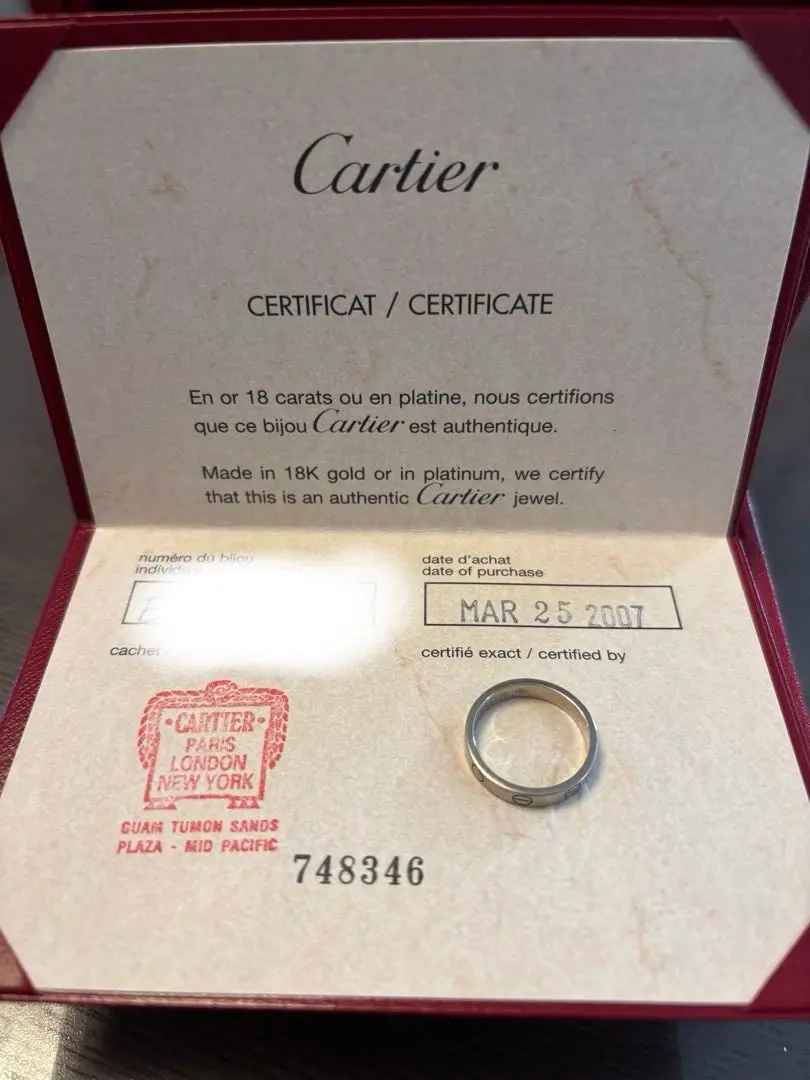 Cartier
CERTIFICAT / CERTIFICATE
En or 18 carats ou en platine, nous certifions
que ce bijou Cartier est authentique.
Made in 18K gold or in platinum, we certify
that this is an authentic Cartier jewel.
numéro du bijou
date d'achat
date of purchase
MAR 25 2007
cachet
certifié exact / certified by
CARTIER
PARIS
LONDON
NEW YORK
GUAM TUMON SANDS
PLAZA - MID PACIFIC
748346